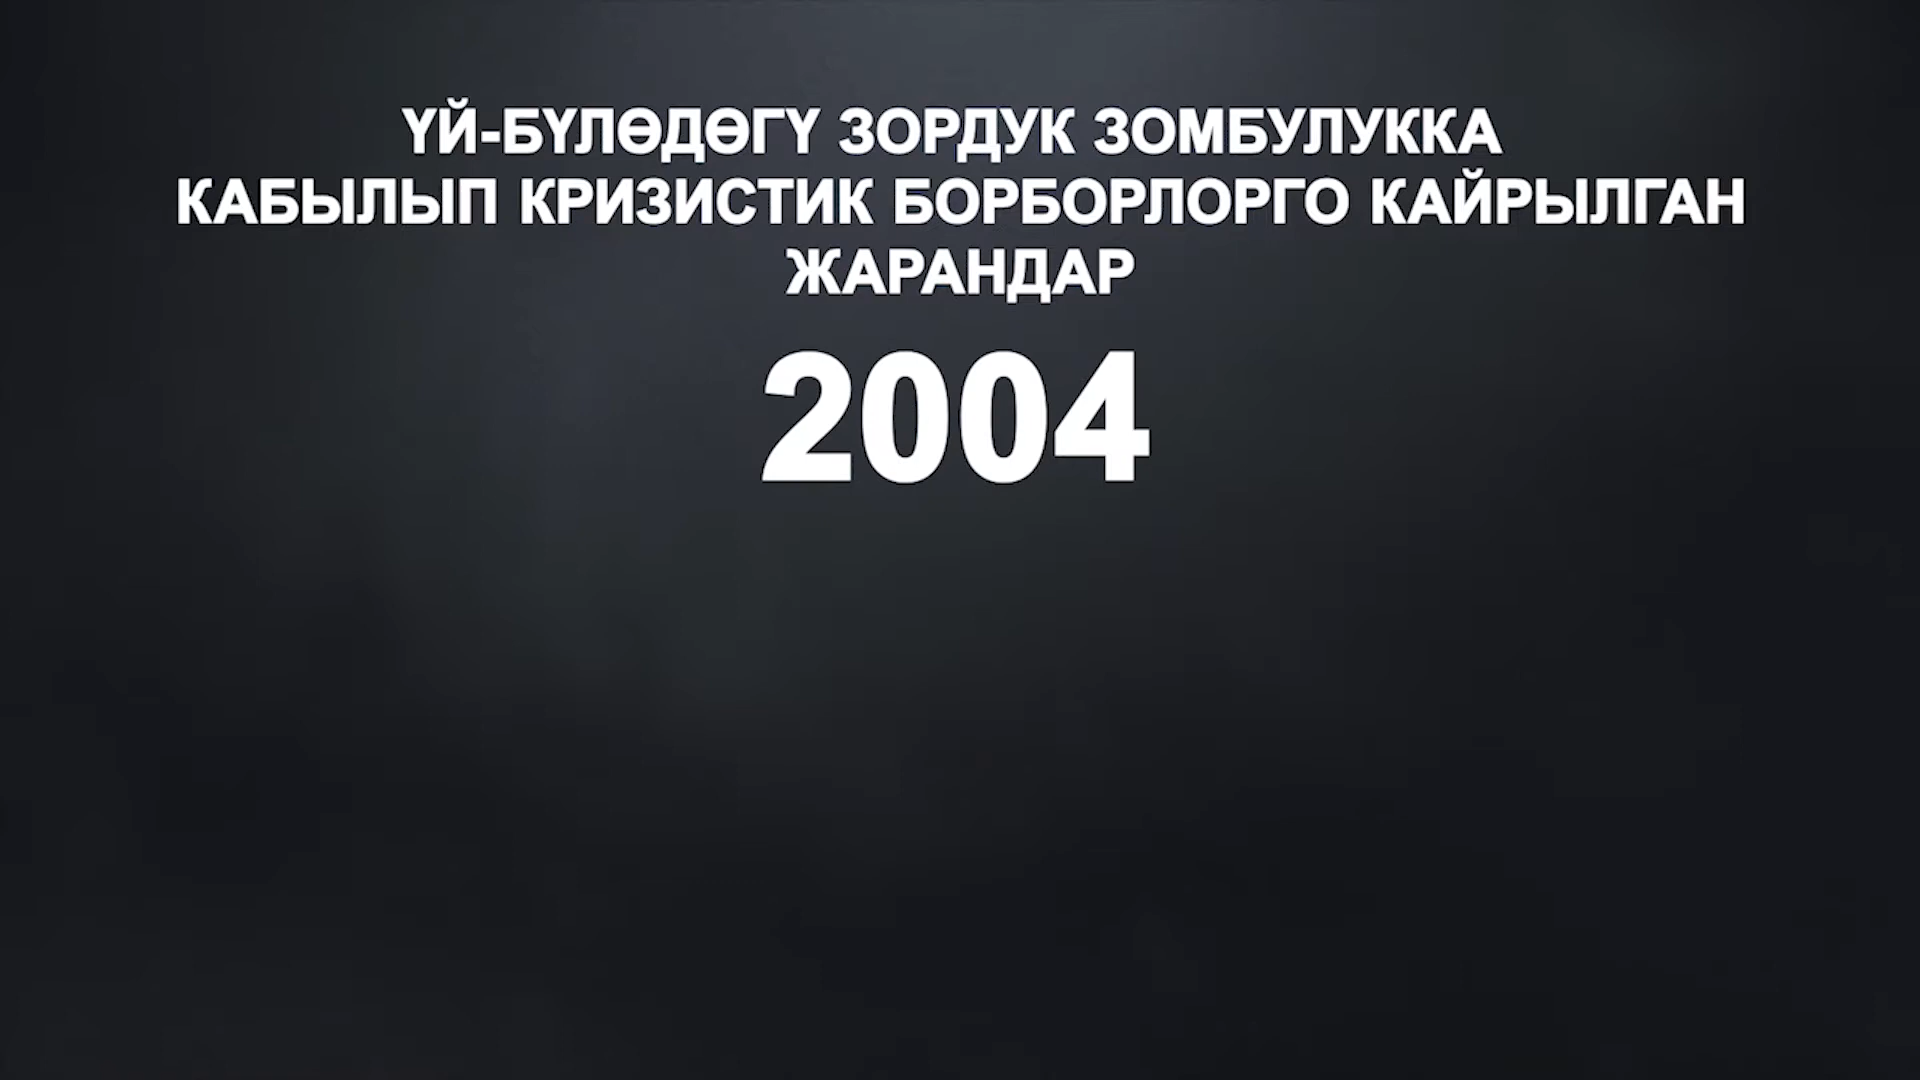 ҮЙ-БҮЛӨДӨГҮ ЗОРДУК ЗОМБУЛУККА
КАБЫЛЫП КРИЗИСТИК БОРБОРЛОРГО КАЙРЫЛГАН
ЖАРАНДАР
2004